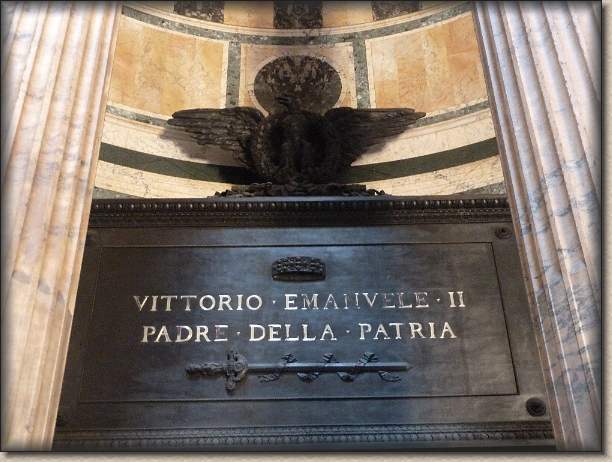 VITTORIO · EMANVELE · II
PADRE · DELLA · PATRIA